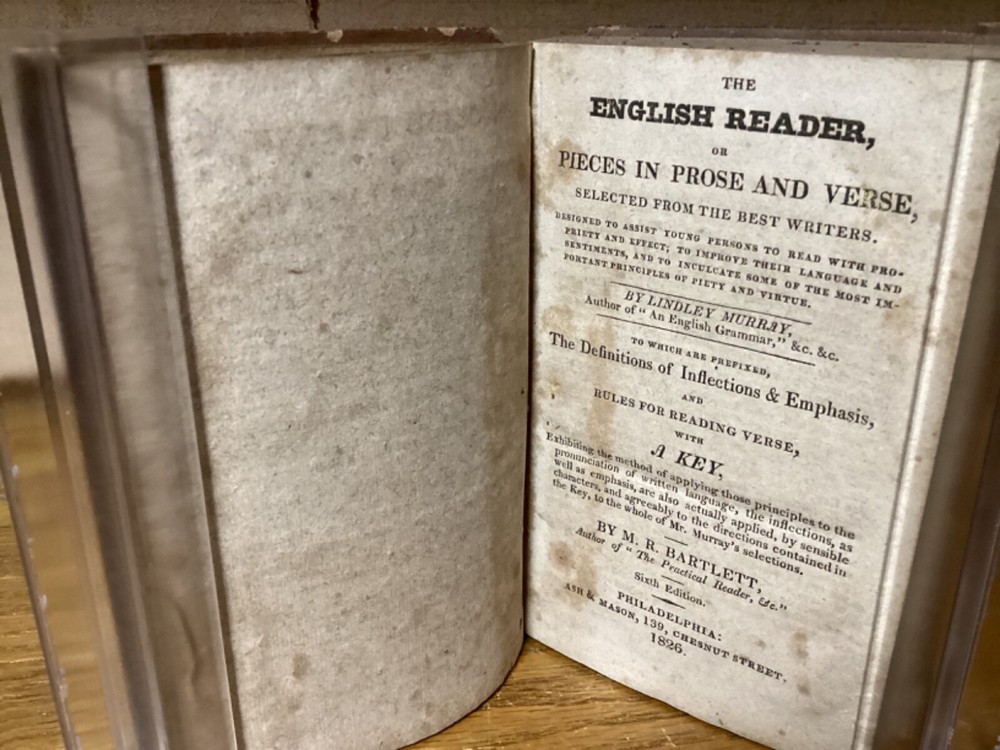 THE
ENGLISH READER,
OR
PIECES IN PROSE AND VERSE,
SELECTED FROM THE BEST WRITERS.
DESIGNED TO ASSIST YOUNG PERSONS TO READ WITH PRO-
PRIETY AND EFFECT; TO IMPROVE THEIR LANGUAGE AND
SENTIMENTS, AND TO INCULCATE SOME OF THE MOST IM-
PORTANT PRINCIPLES OF PIETY AND VIRTUE.
BY LINDLEY MURRAY,
Author of "An English Grammar," &c. &c.
TO WHICH ARE PREFIXED,
The Definitions of Inflections & Emphasis,
AND
RULES FOR READING VERSE,
WITH
A KEY,
Exhibiting the method of applying those principles to the
pronunciation of written language, the inflections, as
well as emphasis, are also actually applied, by sensible
characters, and agreeably to the directions contained in
the Key, to the whole of Mr. Murray's selections.
BY M. R. BARTLETT,
Author of "The Practical Reader, &c."
Sixth Edition.
PHILADELPHIA:
ASH & MASON, 139, CHESNUT STREET.
1826.